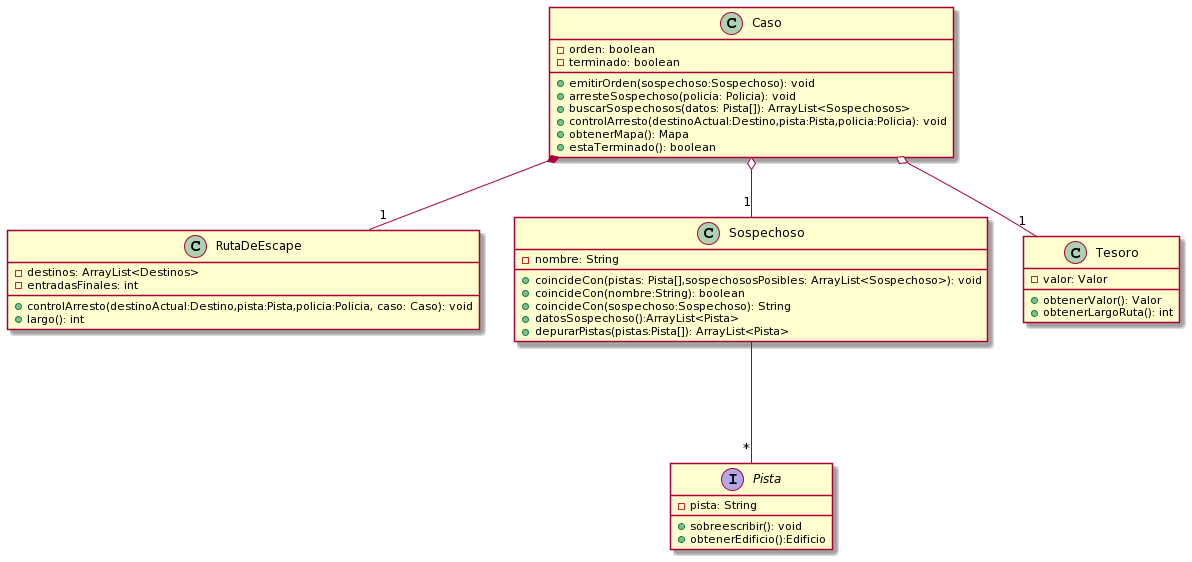 C Caso
orden: boolean
terminado: boolean
emitirOrden(sospechoso:Sospechoso): void
arresteSospechoso(policia: Policia): void
buscarSospechosos(datos: Pista[]): ArrayList<Sospechosos>
controlArresto(destinoActual:Destino,pista:Pista,policia:Policia): void
obtenerMapa(): Mapa
estaTerminado(): boolean
1
1
1
C RutaDeEscape
destinos: ArrayList<Destinos>
entradasFinales: int
controlArresto(destinoActual:Destino,pista:Pista,policia:Policia, caso: Caso): void
largo(): int
C Sospechoso
nombre: String
coincideCon(pistas: Pista[],sospechososPosibles: ArrayList<Sospechoso>): void
coincideCon(nombre:String): boolean
coincideCon(sospechoso:Sospechoso): String
datosSospechoso():ArrayList<Pista>
depurarPistas(pistas:Pista[]): ArrayList<Pista>
C Tesoro
valor: Valor
obtenerValor(): Valor
obtenerLargoRuta(): int
*
I Pista
pista: String
sobreescribir(): void
obtenerEdificio():Edificio